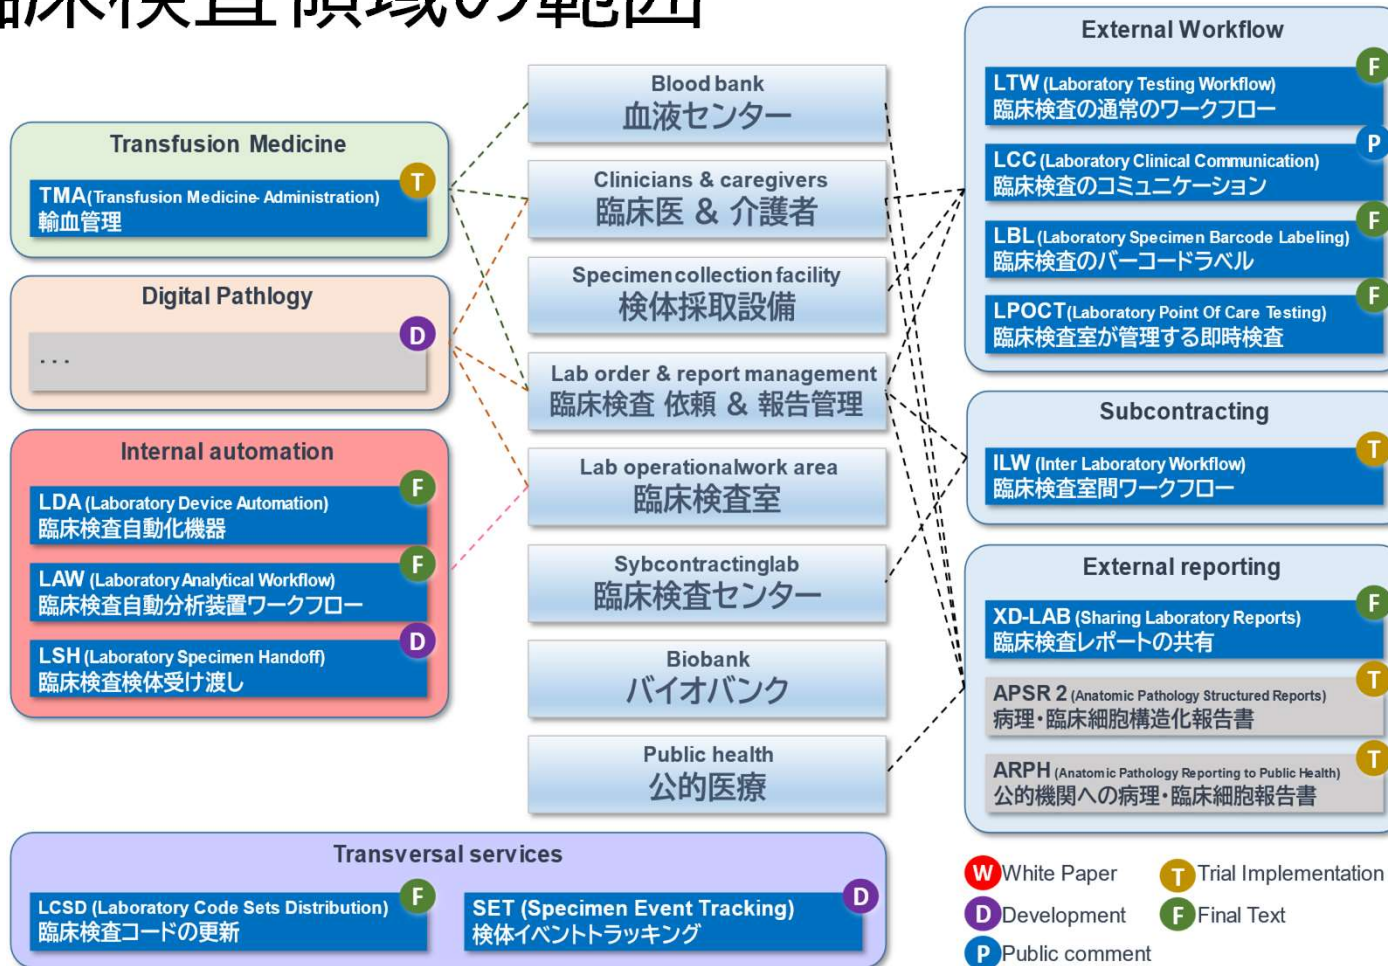 臨床検査領域の範囲
Transfusion Medicine
T
TMA(Transfusion Medicine- Administration)
輸血管理
Digital Pathlogy
D
...
Internal automation
F
LDA (Laboratory Device Automation)
臨床検査自動化機器
F
LAW (Laboratory Analytical Workflow)
臨床検査自動分析装置ワークフロー
D
LSH (Laboratory Specimen Handoff)
臨床検査検体受け渡し
Blood bank
血液センター
Clinicians & caregivers
臨床医 & 介護者
Specimen collection facility
検体採取設備
Lab order & report management
臨床検査 依頼 & 報告管理
Lab operationalwork area
臨床検査室
Sybcontractinglab
臨床検査センター
Biobank
バイオバンク
Public health
公的医療
External Workflow
F
LTW (Laboratory Testing Workflow)
臨床検査の通常のワークフロー
P
LCC (Laboratory Clinical Communication)
臨床検査のコミュニケーション
F
LBL (Laboratory Specimen Barcode Labeling)
臨床検査のバーコードラベル
F
LPOCT(Laboratory Point Of Care Testing)
臨床検査室が管理する即時検査
Subcontracting
T
ILW (Inter Laboratory Workflow)
臨床検査室間ワークフロー
External reporting
F
XD-LAB (Sharing Laboratory Reports)
臨床検査レポートの共有
T
APSR 2 (Anatomic Pathology Structured Reports)
病理・臨床細胞構造化報告書
T
ARPH (Anatomic Pathology Reporting to Public Health)
公的機関への病理・臨床細胞報告書
Transversal services
F
LCSD (Laboratory Code Sets Distribution)
臨床検査コードの更新
D
SET (Specimen Event Tracking)
検体イベントトラッキング
W White Paper
T Trial Implementation
D Development
F Final Text
P Public comment